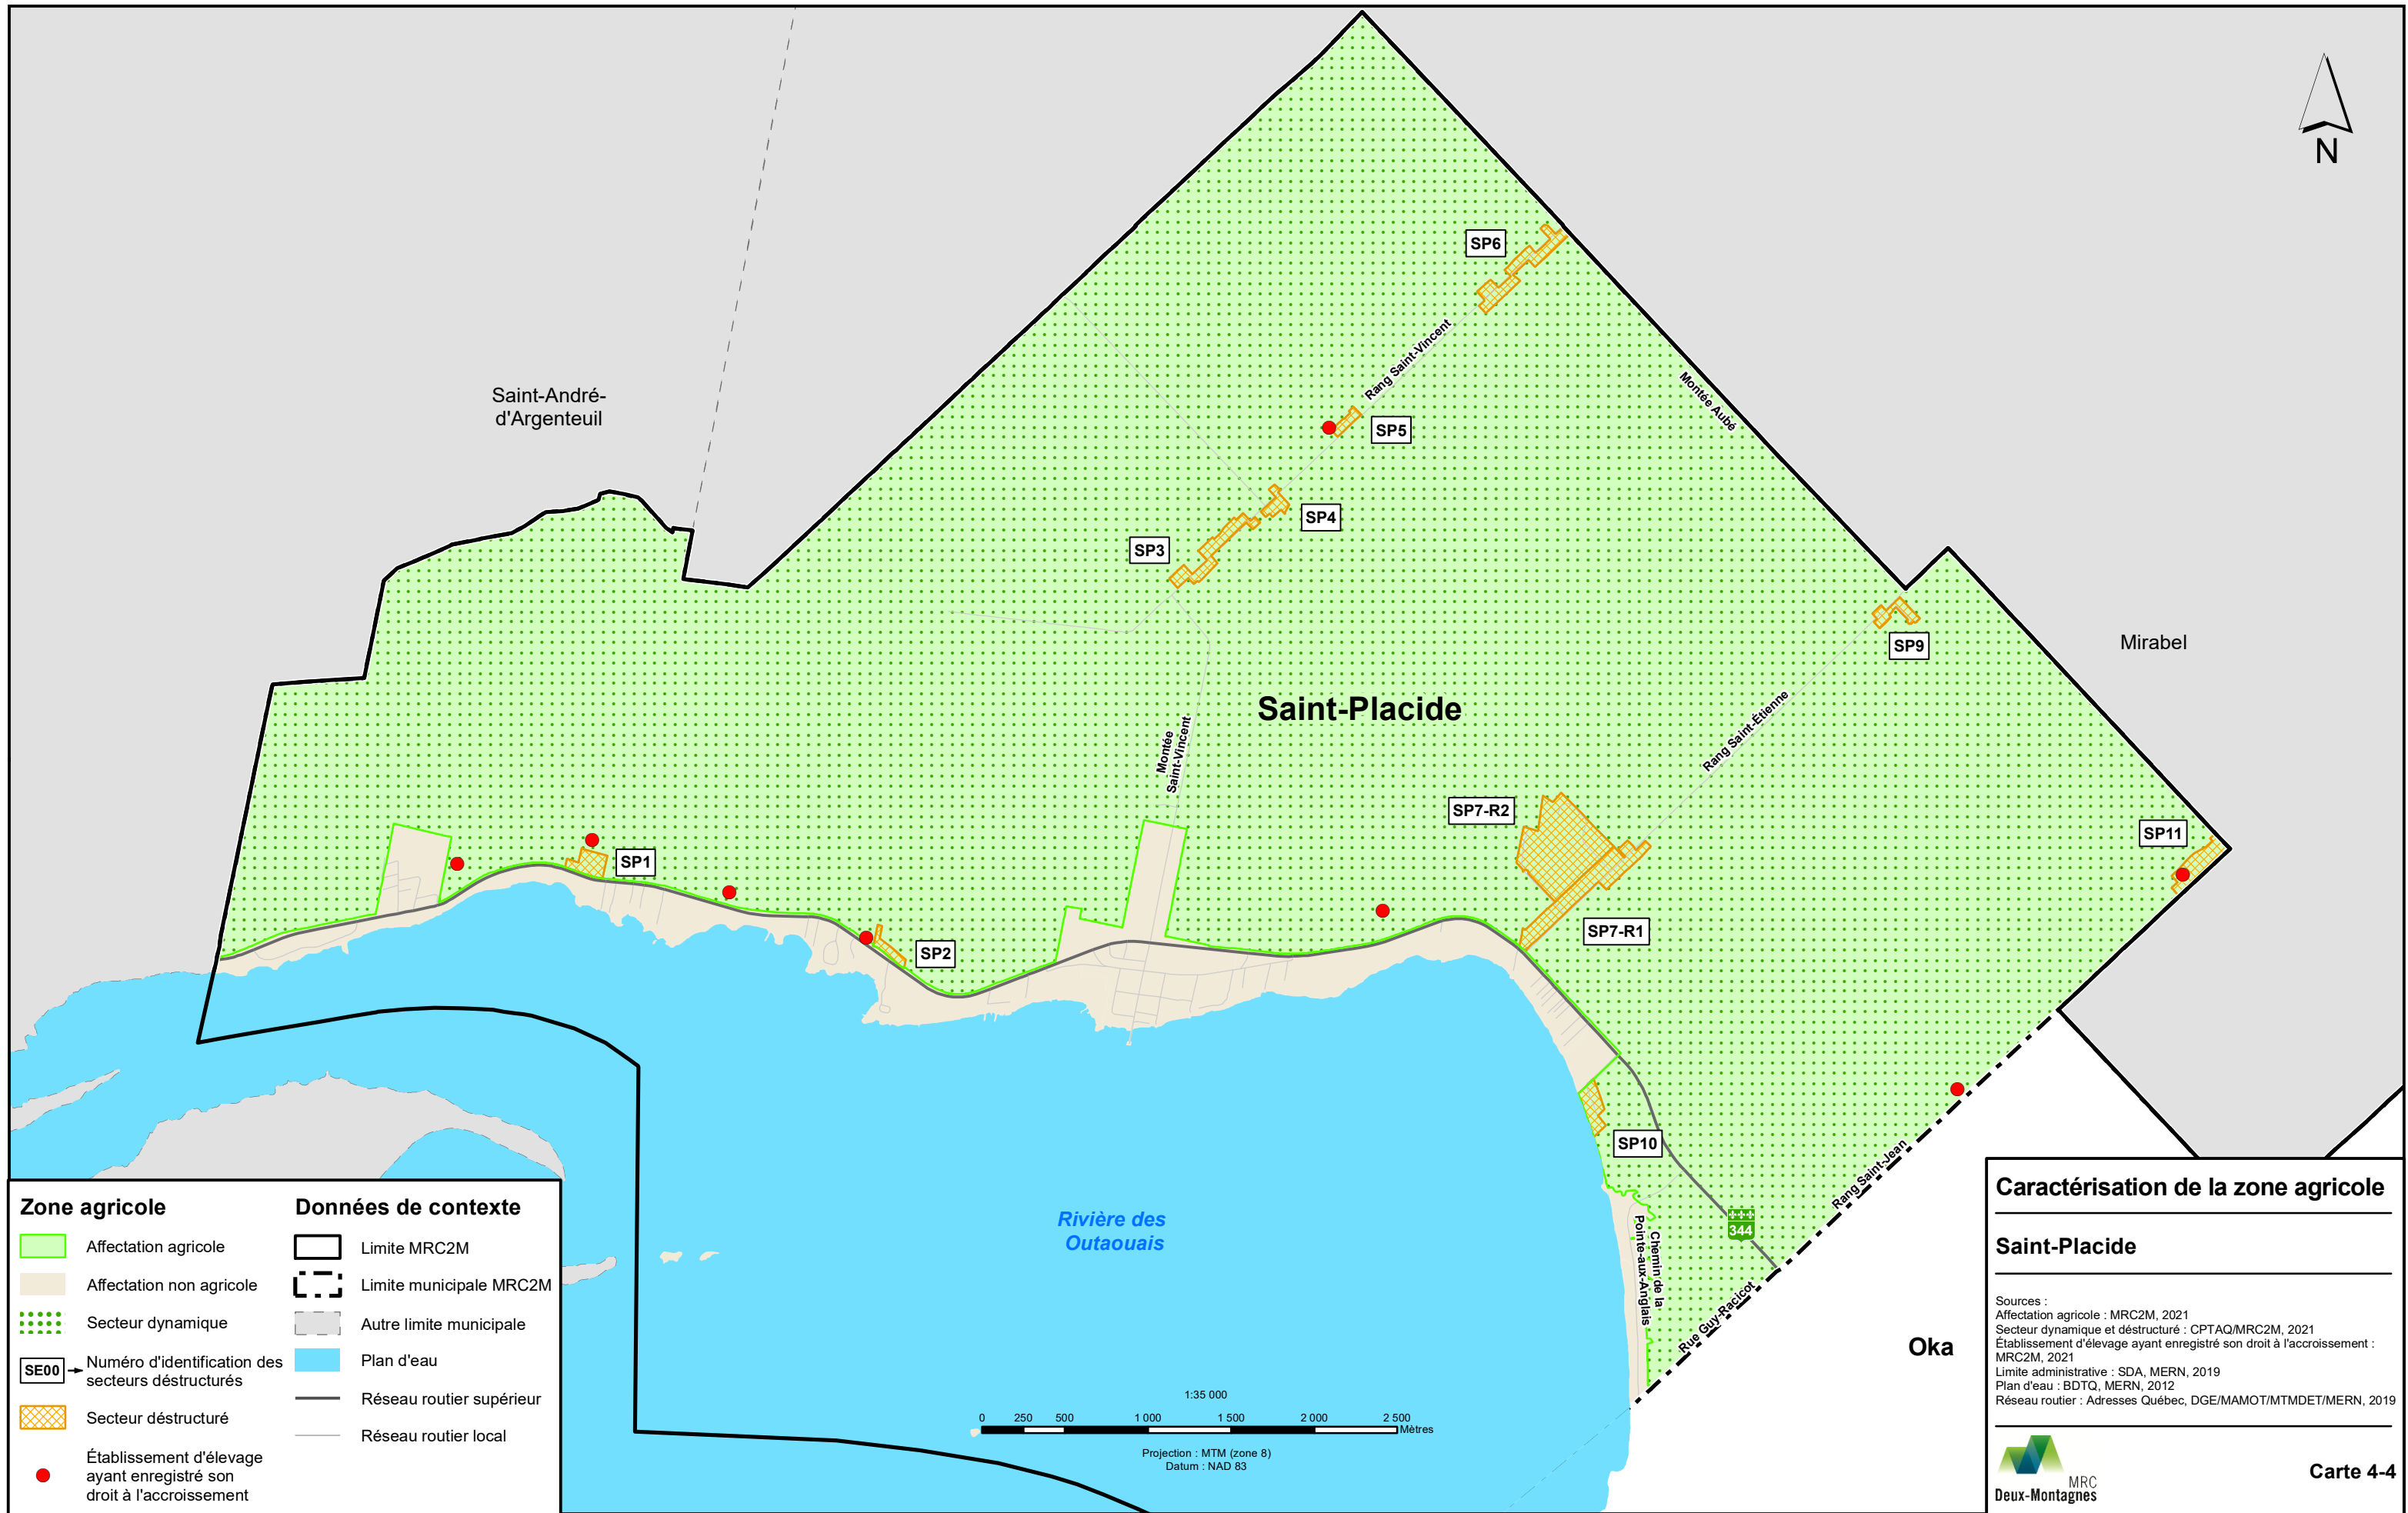 N
SP6
Rang Saint-Vincent
Montée Aubé
Saint-André-
d'Argenteuil
SP5
SP4
SP3
SP9
Mirabel
Saint-Placide
Rang Saint-Étienne
Montée
Saint-Vincent
SP7-R2
SP11
SP1
SP7-R1
SP2
SP10
Rang Saint-Jean
344
Chemin de la
Pointe-aux-Anglais
Rue Guy-Racicot
Oka
Rivière des
Outaouais
1:35 000
0 250 500 1 000 1 500 2 000 2 500
Mètres
Projection : MTM (zone 8)
Datum : NAD 83
Zone agricole
Affectation agricole
Affectation non agricole
Secteur dynamique
SE00
Numéro d'identification des
secteurs déstructurés
Secteur déstructuré
Établissement d'élevage
ayant enregistré son
droit à l'accroissement
Données de contexte
Limite MRC2M
Limite municipale MRC2M
Autre limite municipale
Plan d'eau
Réseau routier supérieur
Réseau routier local
Caractérisation de la zone agricole
Saint-Placide
Sources :
Affectation agricole : MRC2M, 2021
Secteur dynamique et déstructuré : CPTAQ/MRC2M, 2021
Établissement d'élevage ayant enregistré son droit à l'accroissement :
MRC2M, 2021
Limite administrative : SDA, MERN, 2019
Plan d'eau : BDTQ, MERN, 2012
Réseau routier : Adresses Québec, DGE/MAMOT/MTMDET/MERN, 2019
MRC
Deux-Montagnes
Carte 4-4